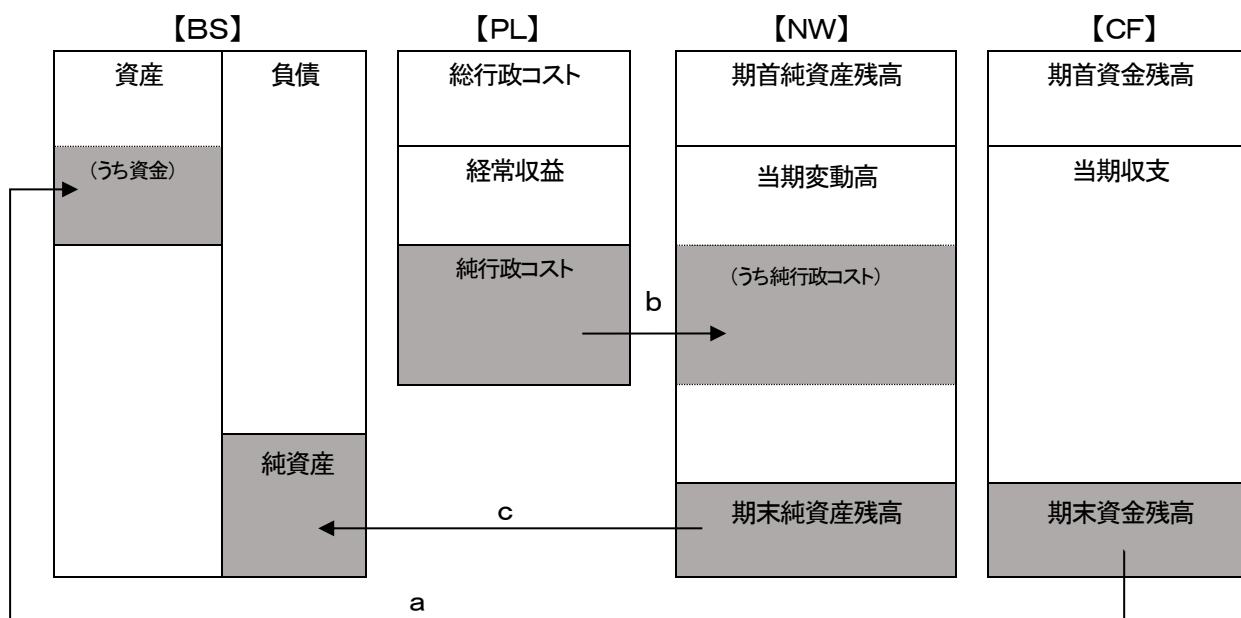 【BS】
【PL】
【NW】
【CF】
資産
負債
総行政コスト
期首純資産残高
期首資金残高
（うち資金）
経常収益
当期変動高
当期収支
純行政コスト
（うち純行政コスト）
b
純資産
c
期末純資産残高
期末資金残高
a